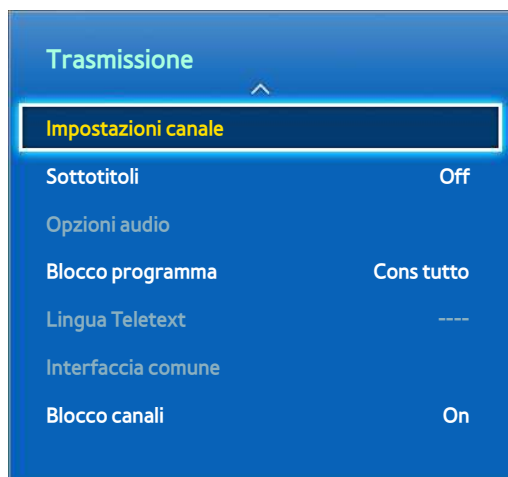 Trasmissione
Impostazioni canale
Sottotitoli Off
Opzioni audio
Blocco programma Cons tutto
Lingua Teletext ----
Interfaccia comune
Blocco canali On